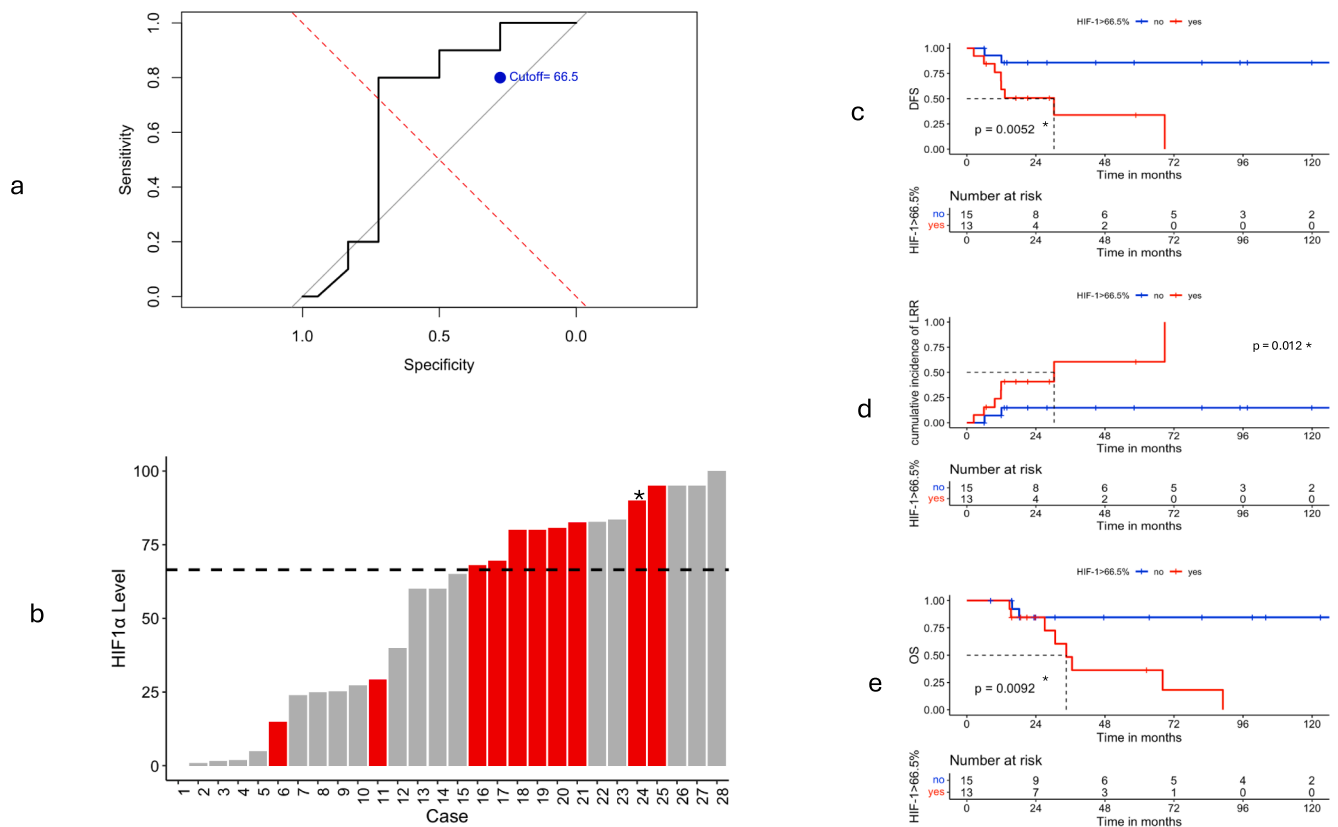 a
1.0
0.8
0.6
0.4
0.2
0.0
Sensitivity
Cutoff= 66.5
1.0 0.5 0.0
Specificity
b
100
75
50
25
0
HIF1α Level
*
1 2 3 4 5 6 7 8 9 10 11 12 13 14 15 16 17 18 19 20 21 22 23 24 25 26 27 28
Case
c
HIF-1>66.5% no yes
1.00
0.75
0.50
0.25
0.00
DFS
p = 0.0052 *
0 24 48 72 96 120
Time in months
Number at risk
HIF-1>66.5%
no 15 8 6 5 3 2
yes 13 4 2 0 0 0
0 24 48 72 96 120
Time in months
d
HIF-1>66.5% no yes
1.00
0.75
0.50
0.25
0.00
cumulative incidence of LRR
p = 0.012 *
0 24 48 72 96 120
Time in months
Number at risk
HIF-1>66.5%
no 15 8 6 5 3 2
yes 13 4 2 0 0 0
0 24 48 72 96 120
Time in months
e
HIF-1>66.5% no yes
1.00
0.75
0.50
0.25
0.00
OS
p = 0.0092 *
0 24 48 72 96 120
Time in months
Number at risk
HIF-1>66.5%
no 15 9 6 5 4 2
yes 13 7 3 1 0 0
0 24 48 72 96 120
Time in months